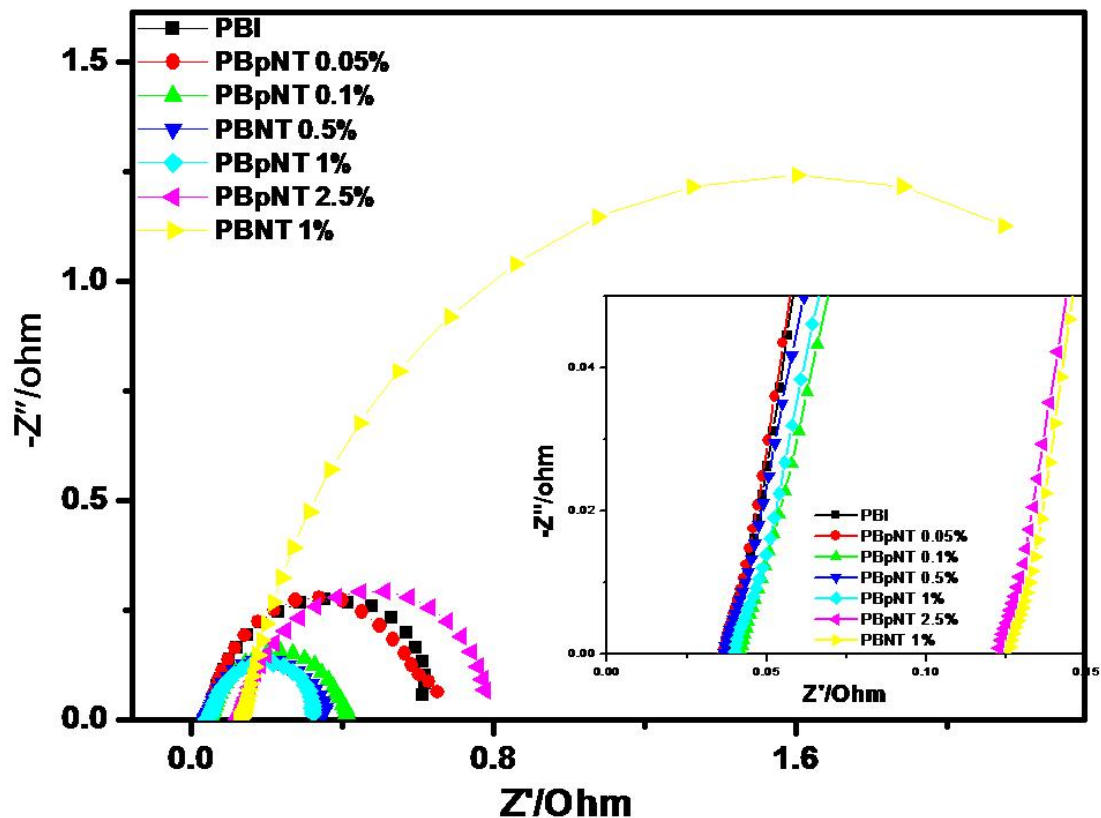 PBI
PBpNT 0.05%
PBpNT 0.1%
PBNT 0.5%
PBpNT 1%
PBpNT 2.5%
PBNT 1%
1.5
1.0
0.5
0.0
-Z"/ohm
0.0
0.8
1.6
Z'/Ohm
0.04
0.02
0.00
-Z"/ohm
PBI
PBpNT 0.05%
PBpNT 0.1%
PBpNT 0.5%
PBpNT 1%
PBpNT 2.5%
PBNT 1%
0.00
0.05
0.10
0.15
Z'/Ohm